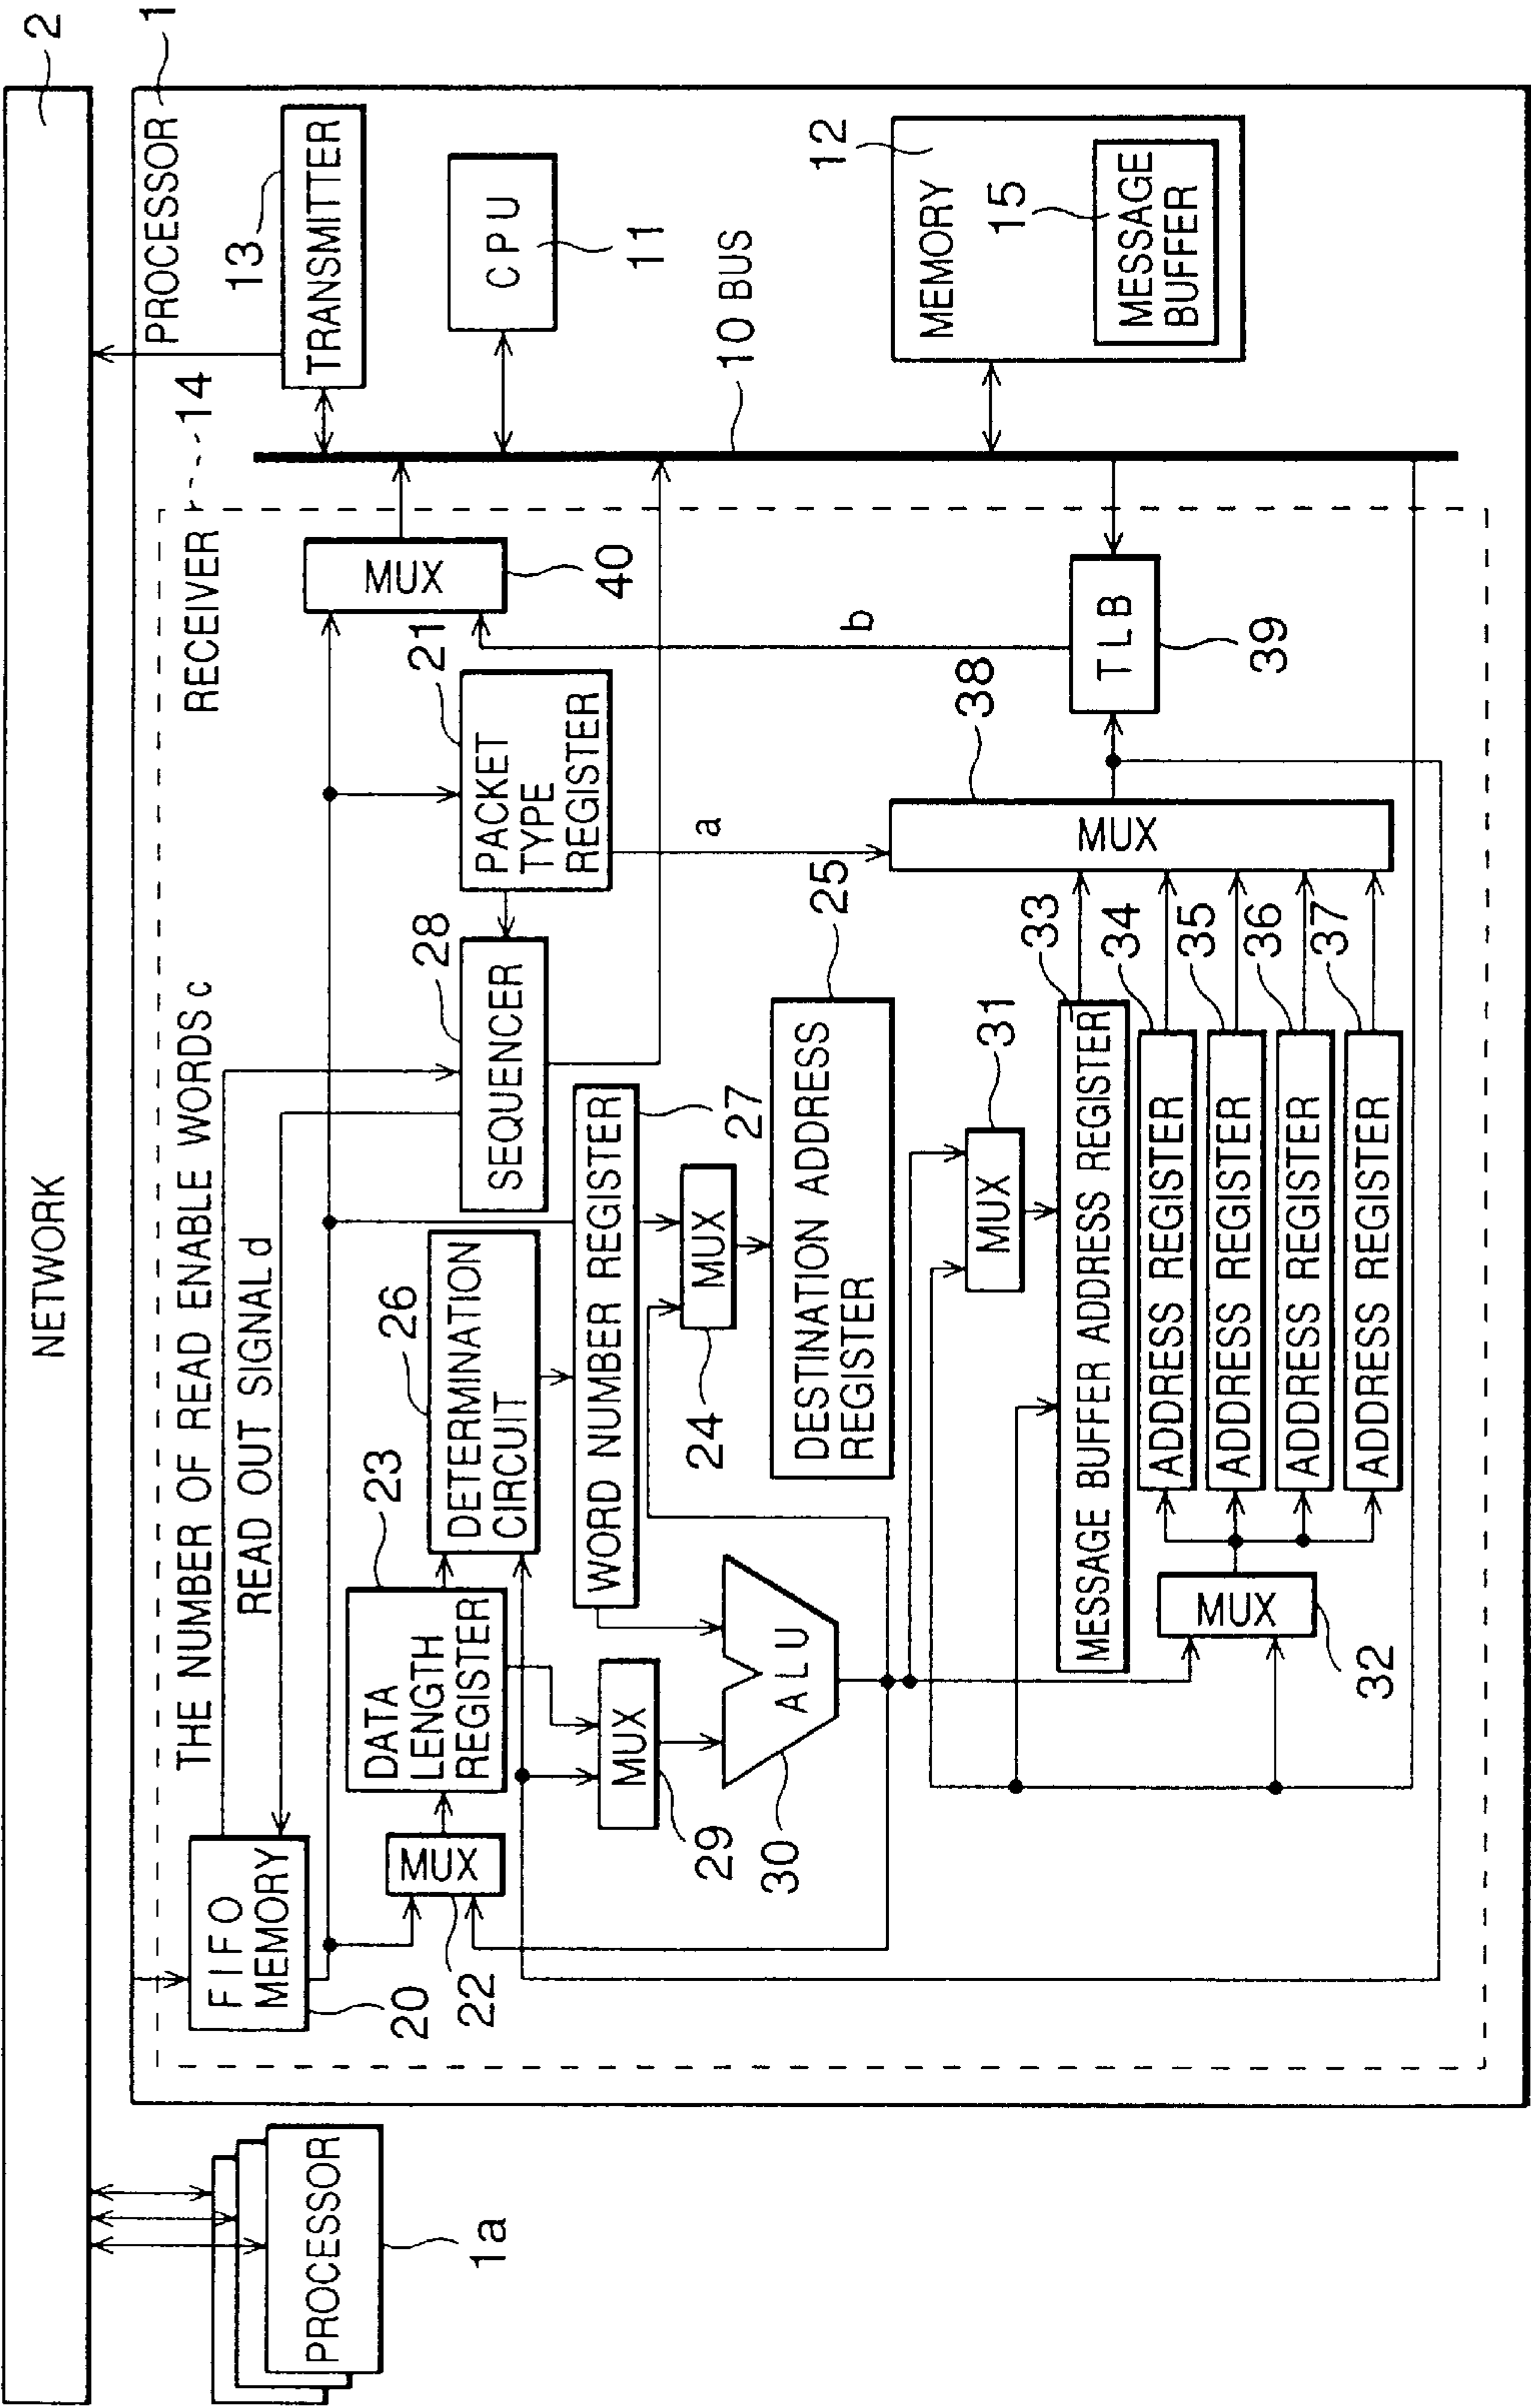 NETWORK
2
PROCESSOR
1a
PROCESSOR
1
RECEIVER
14
THE NUMBER OF READ ENABLE WORDS c
READ OUT SIGNAL d
FIFO
MEMORY
20
MUX
22
DATA
LENGTH
REGISTER
23
DETERMINATION
CIRCUIT
26
SEQUENCER
28
PACKET
TYPE
REGISTER
21
MUX
40
TRANSMITTER
13
CPU
11
WORD NUMBER REGISTER
27
MUX
29
ALU
30
MUX
24
DESTINATION ADDRESS
REGISTER
25
a
b
10 BUS
MEMORY
12
MESSAGE
BUFFER
15
MUX
31
MESSAGE BUFFER ADDRESS REGISTER
33
MUX
32
ADDRESS REGISTER
34
ADDRESS REGISTER
35
ADDRESS REGISTER
36
ADDRESS REGISTER
37
MUX
38
TLB
39